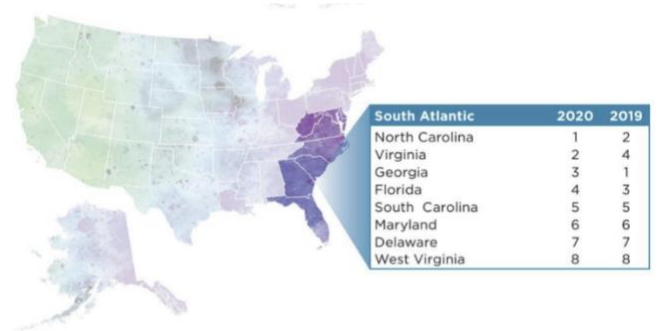 South Atlantic 2020 2019
North Carolina 1 2
Virginia 2 4
Georgia 3 1
Florida 4 3
South Carolina 5 5
Maryland 6 6
Delaware 7 7
West Virginia 8 8